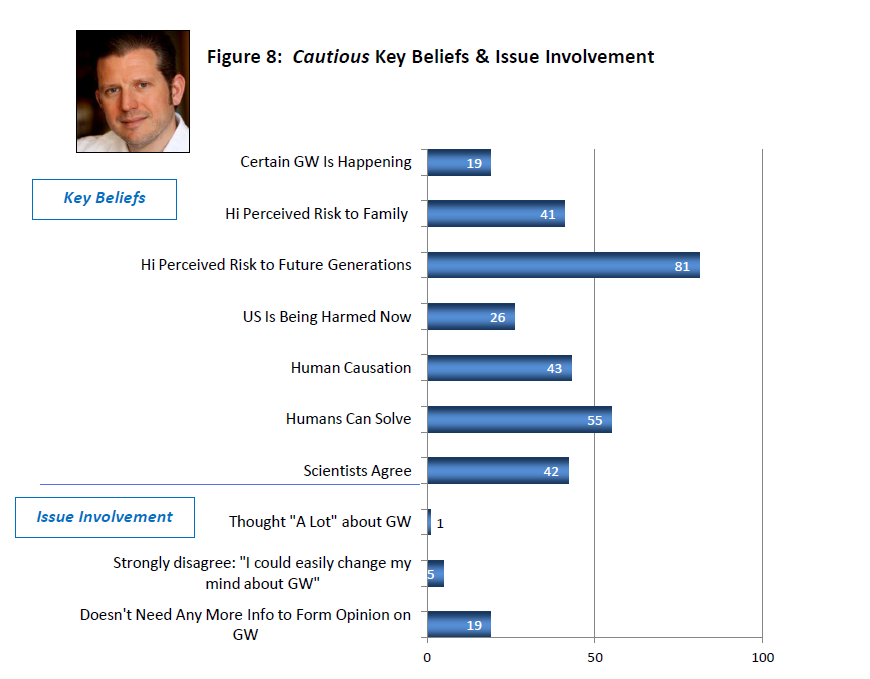 Figure 8: Cautious Key Beliefs & Issue Involvement
Key Beliefs
Certain GW Is Happening 19
Hi Perceived Risk to Family 41
Hi Perceived Risk to Future Generations 81
US Is Being Harmed Now 26
Human Causation 43
Humans Can Solve 55
Scientists Agree 42
Issue Involvement
Thought "A Lot" about GW 1
Strongly disagree: "I could easily change my
mind about GW" 5
Doesn't Need Any More Info to Form Opinion on
GW 19
0 50 100